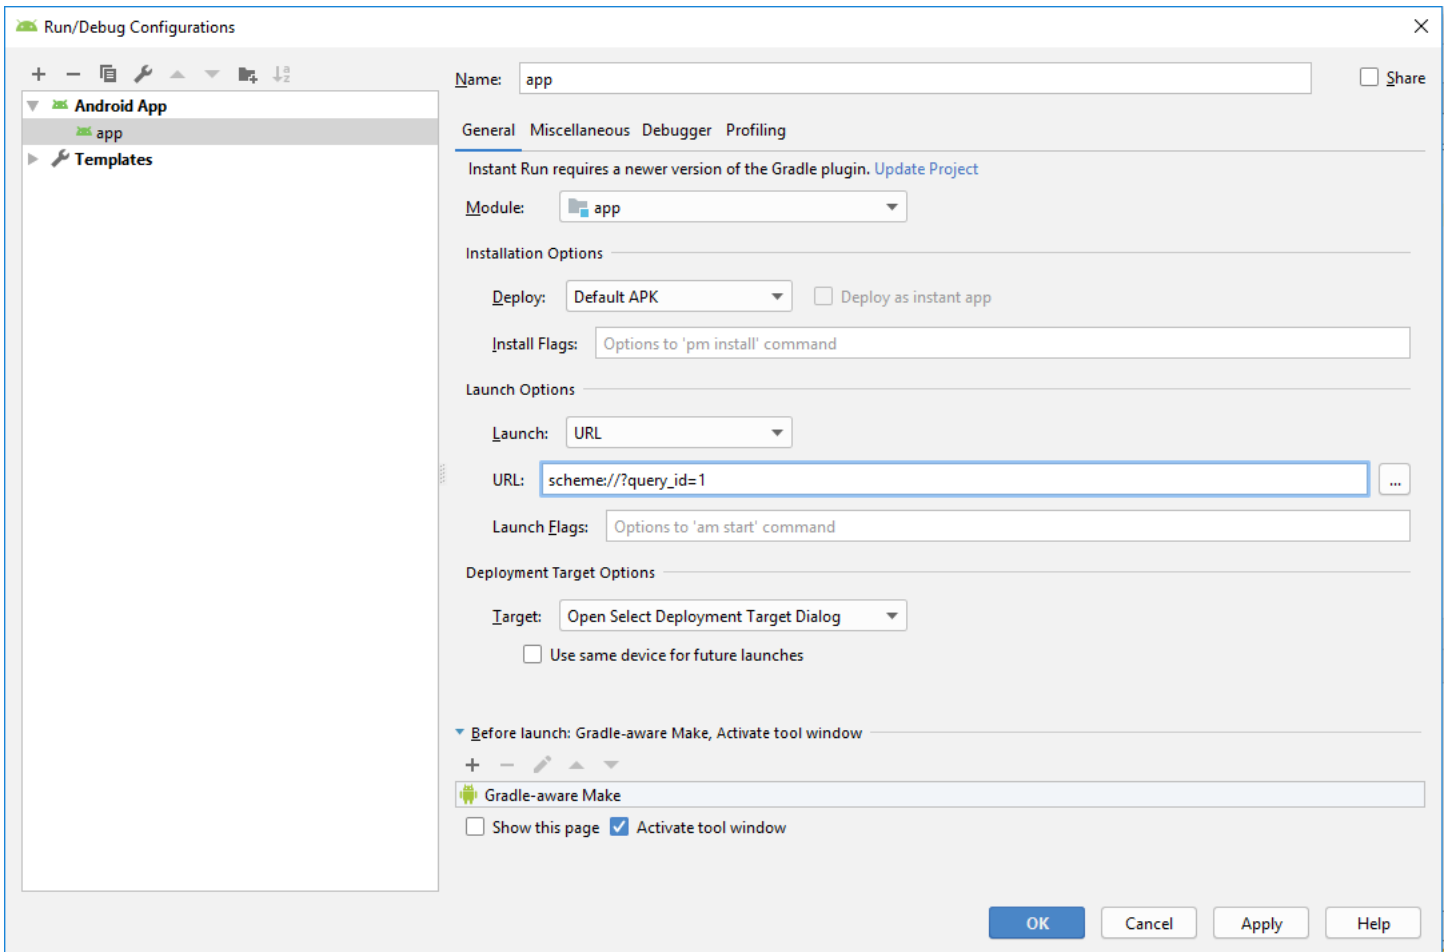 Run/Debug Configurations
Name: app
Share
Android App
app
Templates
General Miscellaneous Debugger Profiling
Instant Run requires a newer version of the Gradle plugin. Update Project
Module: app
Installation Options
Deploy: Default APK Deploy as instant app
Install Flags: Options to 'pm install' command
Launch Options
Launch: URL
URL: scheme://?query_id=1 ...
Launch Flags: Options to 'am start' command
Deployment Target Options
Target: Open Select Deployment Target Dialog
Use same device for future launches
Before launch: Gradle-aware Make, Activate tool window
Gradle-aware Make
Show this page Activate tool window
OK Cancel Apply Help